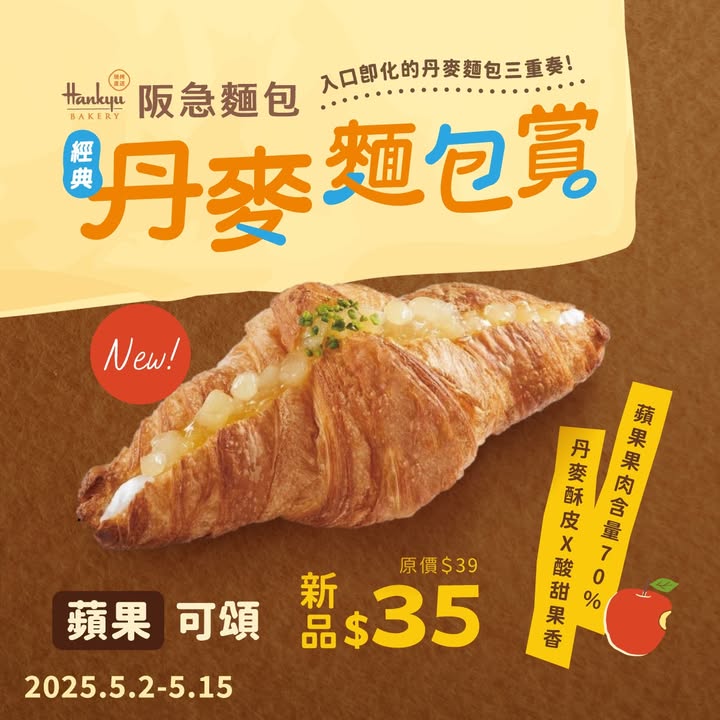 Hankyu
BAKERY
阪急麵包
入口即化的丹麥麵包三重奏!
經典
丹麥麵包賞
New!
蘋果果肉含量70%
丹麥酥皮X酸甜果香
原價$39
新品$35
蘋果 可頌
2025.5.2-5.15